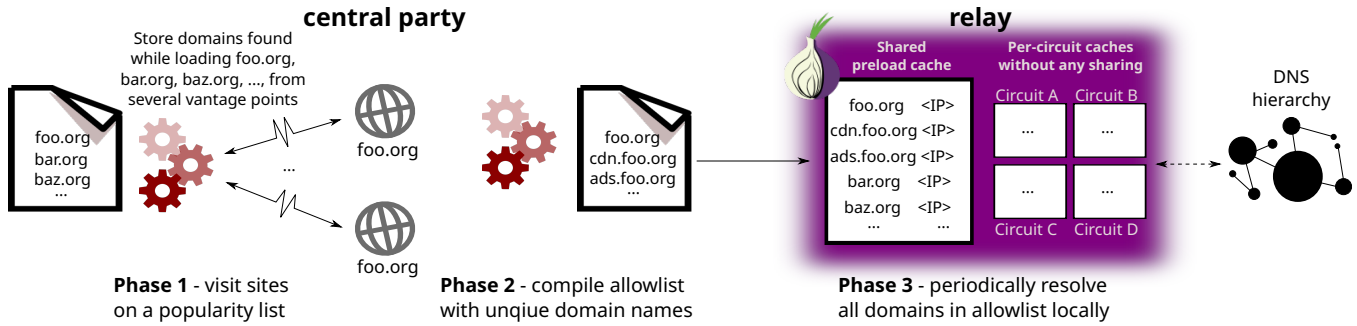 central party
relay
Store domains found
while loading foo.org,
bar.org, baz.org, ..., from
several vantage points
foo.org
bar.org
baz.org
...
foo.org
...
foo.org
foo.org
cdn.foo.org
ads.foo.org
...
Shared
preload cache
foo.org <IP>
cdn.foo.org <IP>
ads.foo.org <IP>
bar.org <IP>
baz.org <IP>
... ...
Per-circuit caches
without any sharing
Circuit A Circuit B
... ...
... ...
Circuit C Circuit D
DNS
hierarchy
Phase 1 - visit sites
on a popularity list
Phase 2 - compile allowlist
with unqiue domain names
Phase 3 - periodically resolve
all domains in allowlist locally